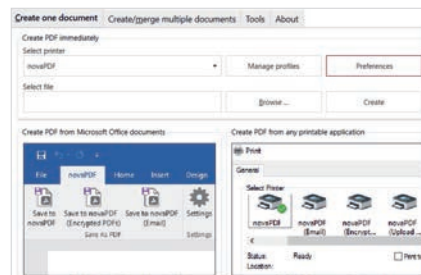 Create one document Create/merge multiple documents Tools About
Create PDF immediately
Select printer
novaPDF Manage profiles Preferences
Select file
Browse ... Create
Create PDF from Microsoft Office documents
File novaPDF Home Insert Design
Save to novaPDF
Save to novaPDF (Encrypted PDFs)
Save to novaPDF (Email)
Settings
Save As PDF Settings
Create PDF from any printable application
Print
General
Select Printer
novaPDF
novaPDF (Email)
novaPDF (Encrypt...
novaPDF (Upload ...
Status: Ready
Location: